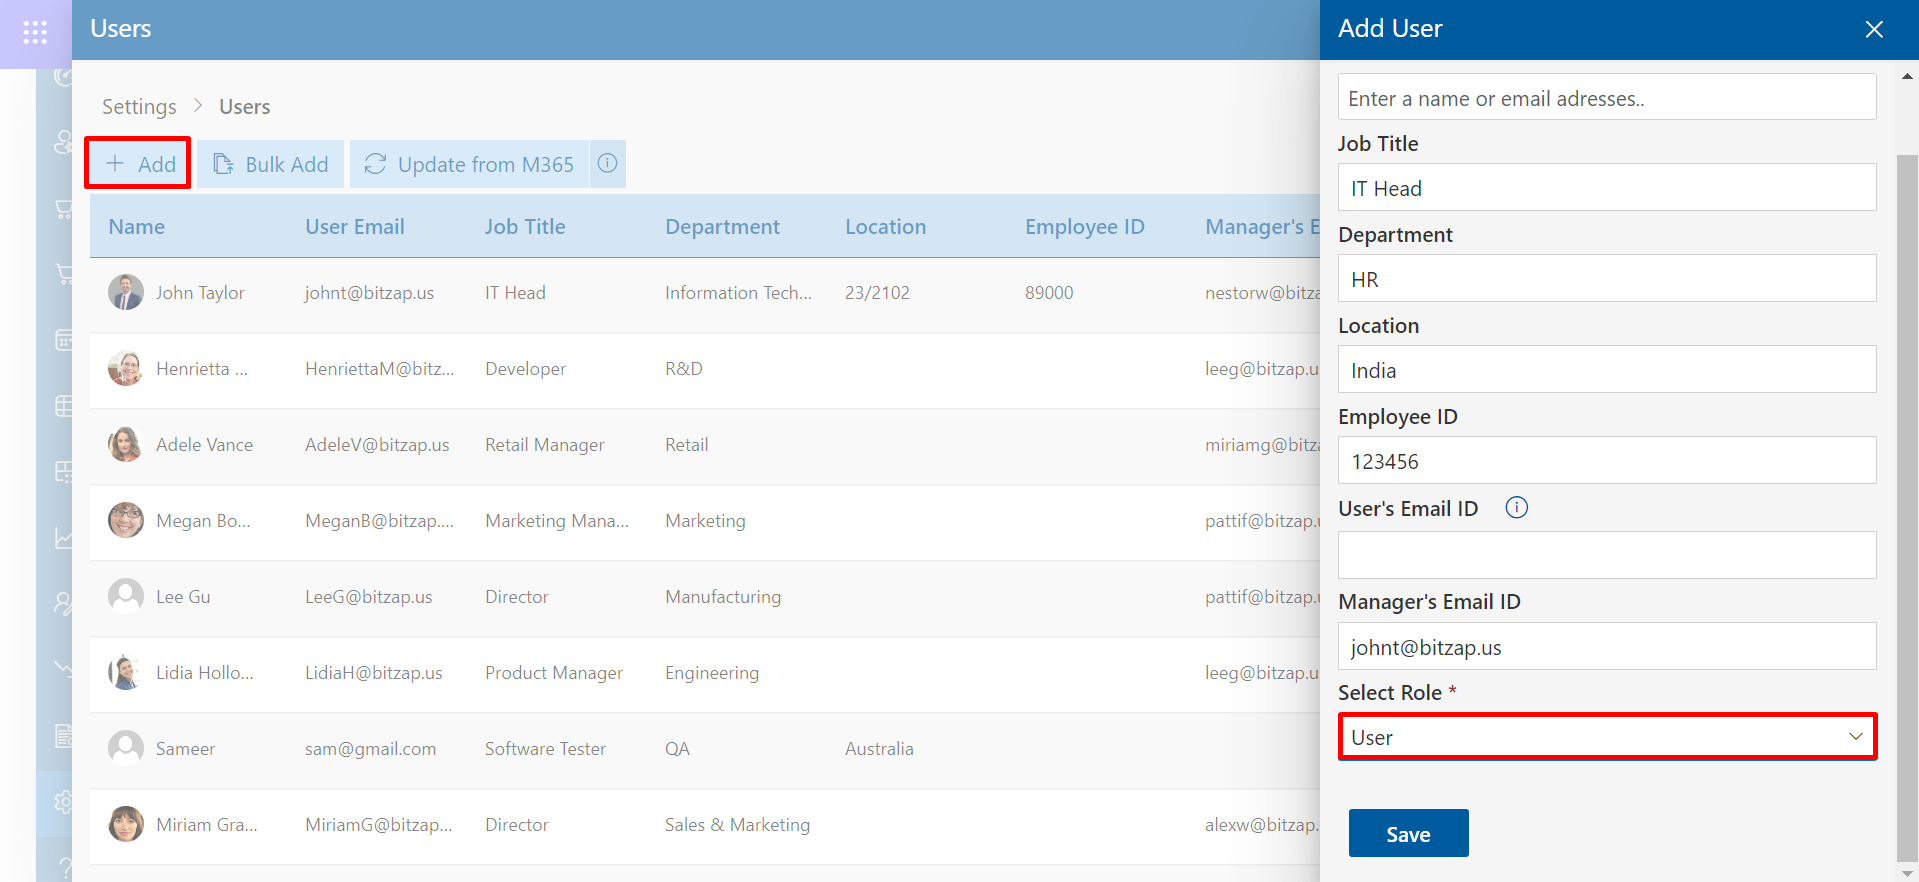 Users
Settings > Users
Add Bulk Add Update from M365
Name User Email Job Title Department Location Employee ID Manager's E
John Taylor johnt@bitzap.us IT Head Information Tech... 23/2102 89000 nestorw@bitza
Henrietta ... HenriettaM@bitz... Developer R&D leeg@bitzap.u
Adele Vance AdeleV@bitzap.us Retail Manager Retail miriamg@bitza
Megan Bo... MeganB@bitzap.... Marketing Mana... Marketing pattif@bitzap.u
Lee Gu LeeG@bitzap.us Director Manufacturing pattif@bitzap.u
Lidia Hollo... LidiaH@bitzap.us Product Manager Engineering leeg@bitzap.u
Sameer sam@gmail.com Software Tester QA Australia
Miriam Gra... MiriamG@bitzap... Director Sales & Marketing alexw@bitzap.
Add User
Enter a name or email adresses..
Job Title
IT Head
Department
HR
Location
India
Employee ID
123456
User's Email ID
Manager's Email ID
johnt@bitzap.us
Select Role *
User
Save